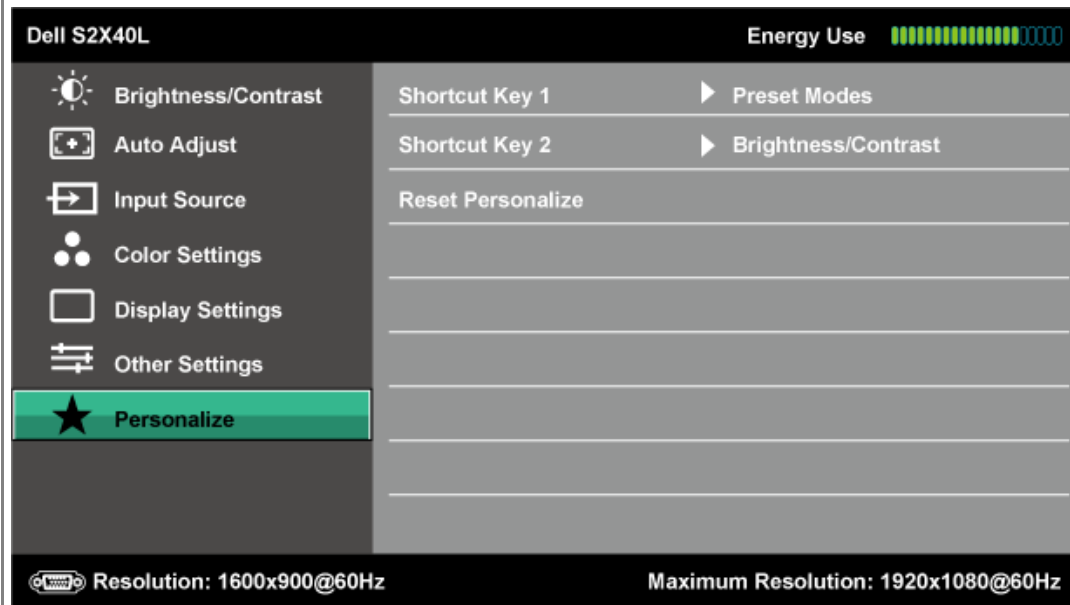 Dell S2X40L
Energy Use
Brightness/Contrast
Auto Adjust
Input Source
Color Settings
Display Settings
Other Settings
Personalize
Shortcut Key 1
Preset Modes
Shortcut Key 2
Brightness/Contrast
Reset Personalize
Resolution: 1600x900@60Hz
Maximum Resolution: 1920x1080@60Hz